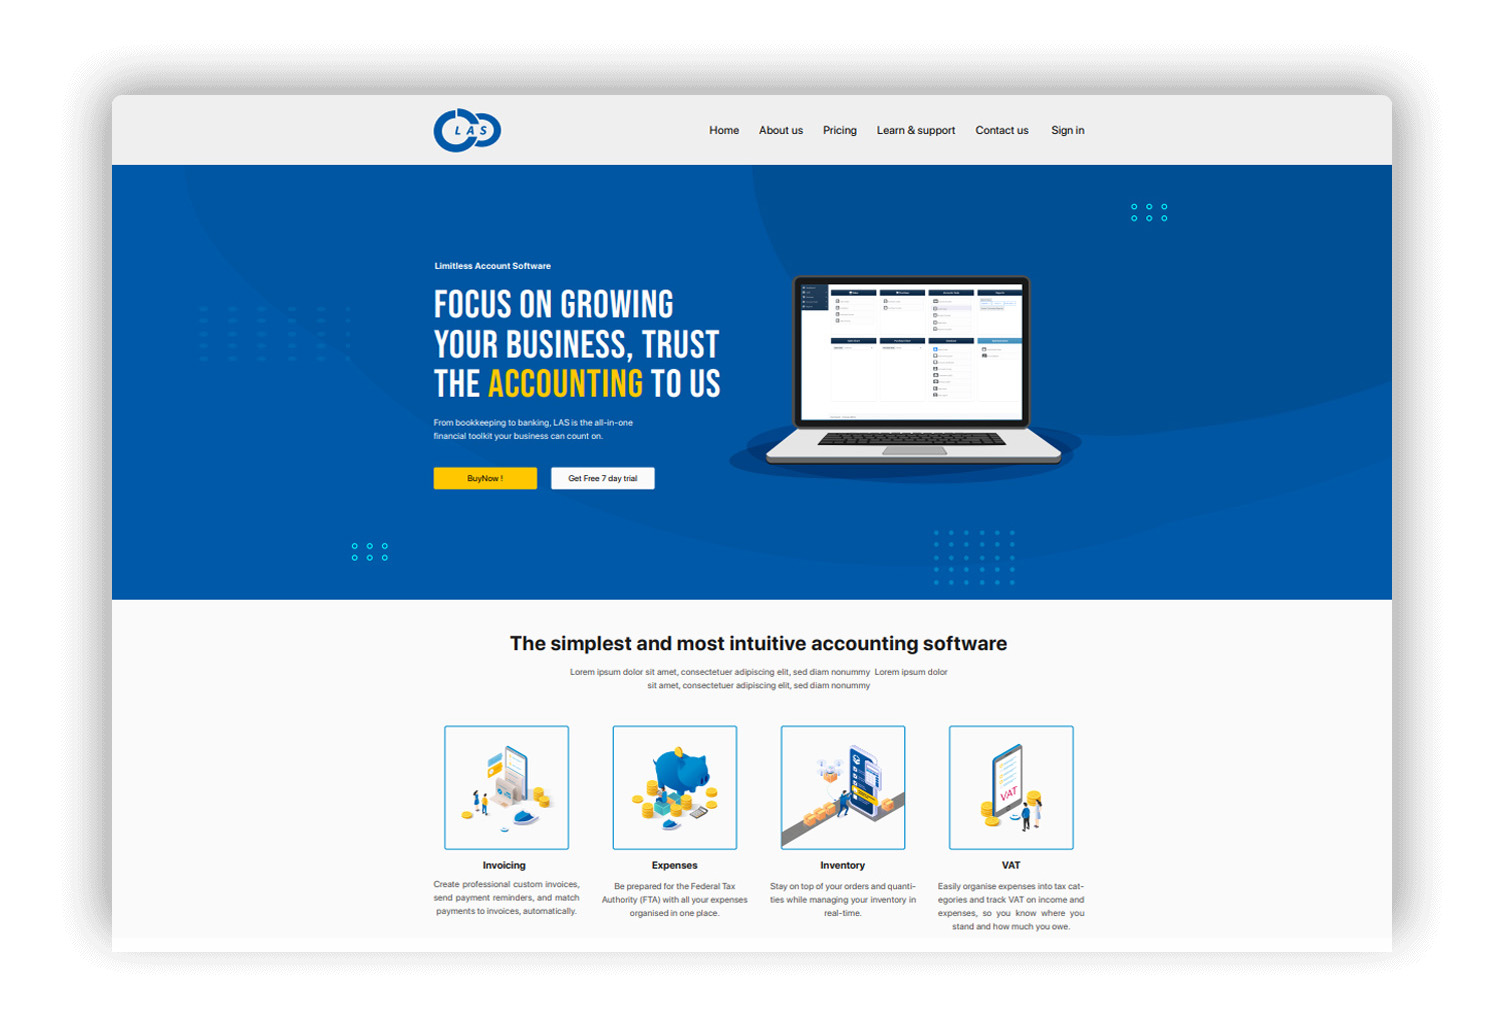 LAS
Home About us Pricing Learn & support Contact us Sign in
Limitless Account Software
FOCUS ON GROWING
YOUR BUSINESS, TRUST
THE ACCOUNTING TO US
From bookkeeping to banking, LAS is the all-in-one
financial toolkit your business can count on.
BuyNow !
Get Free 7 day trial
The simplest and most intuitive accounting software
Lorem ipsum dolor sit amet, consectetuer adipiscing elit, sed diam nonummy Lorem ipsum dolor
sit amet, consectetuer adipiscing elit, sed diam nonummy
Invoicing
Create professional custom invoices,
send payment reminders, and match
payments to invoices, automatically.
Expenses
Be prepared for the Federal Tax
Authority (FTA) with all your expenses
organised in one place.
Inventory
Stay on top of your orders and quanti-
ties while managing your inventory in
real-time.
VAT
VAT
Easily organise expenses into tax cat-
egories and track VAT on income and
expenses, so you know where you
stand and how much you owe.